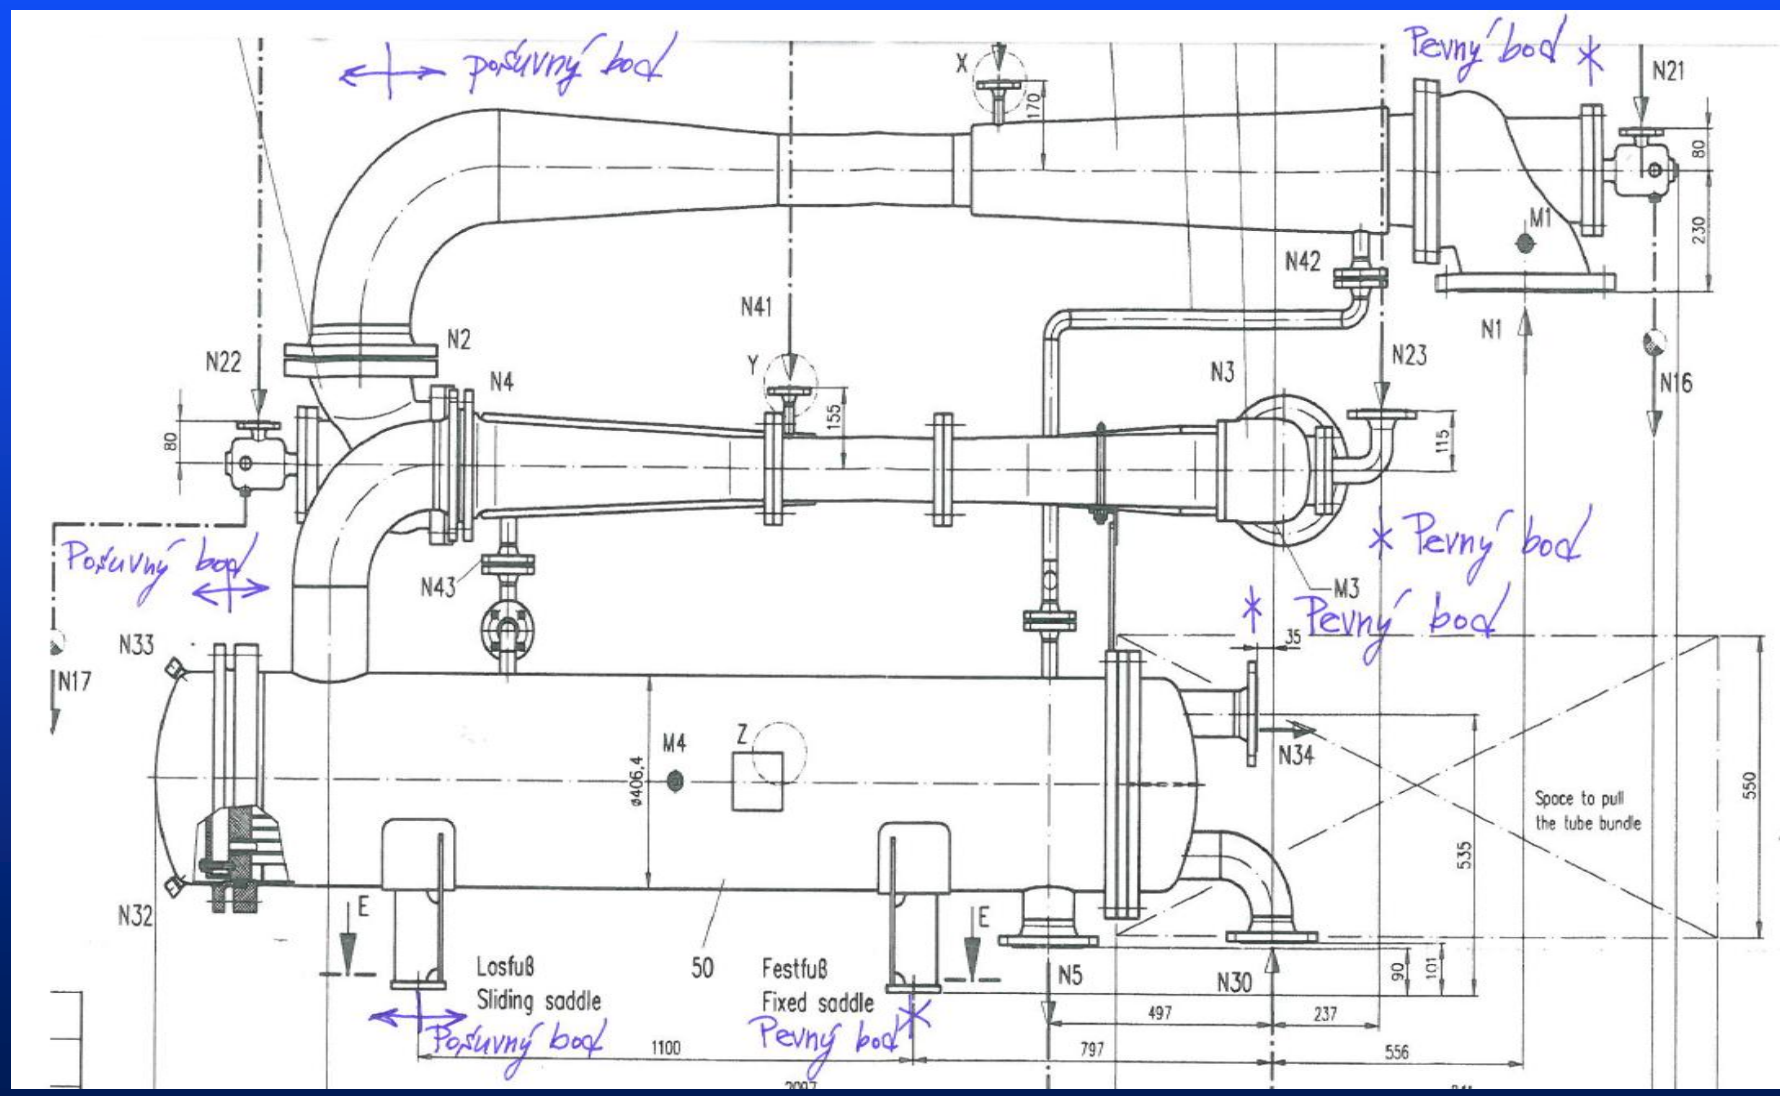 pośuvný bod
Pevný bod
N21
X
170
80
M1
230
N42
N41
N1
N2
N22
N23
N16
Y
N4
N3
155
80
115
Pevný bod
Pośuvný bod
N43
M3
Pevný bod
35
N33
N17
Z
M4
N34
ø406,4
550
Space to pull
the tube bundle
535
N32
E
E
Losfuß
Sliding saddle
50
Festfuß
Fixed saddle
N5
N30
90
101
Pośuvný bod
Pevný bod
497
237
1100
797
556